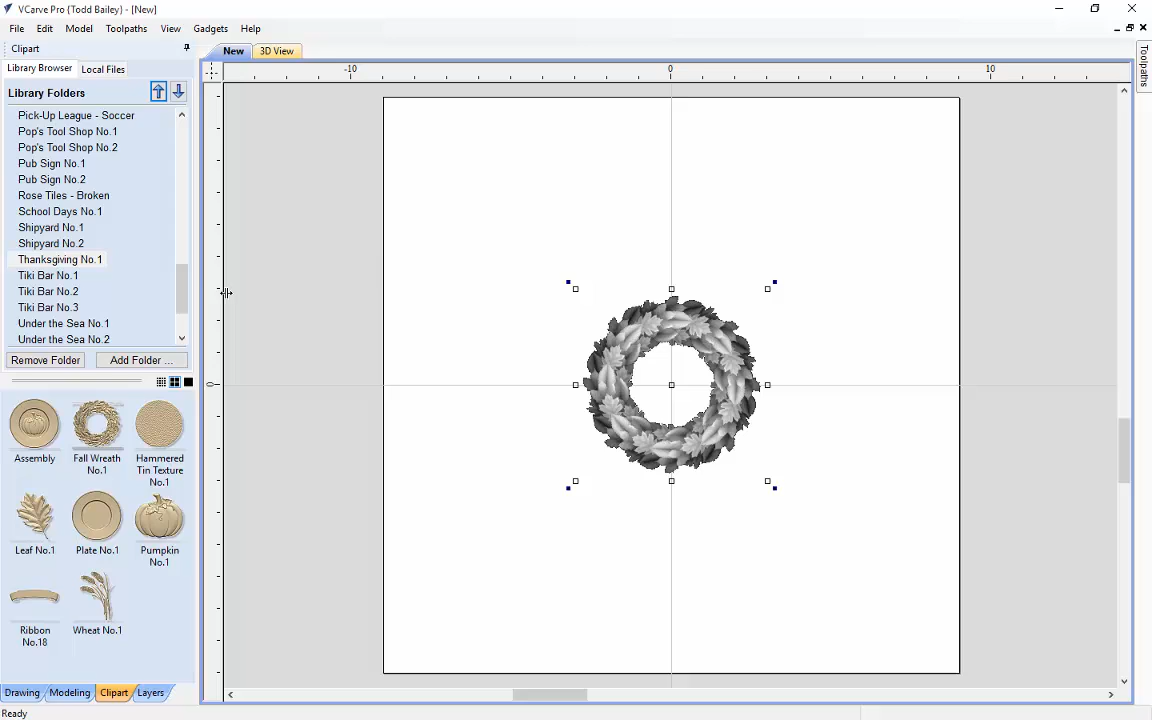 VCarve Pro {Todd Bailey} - [New]
File Edit Model Toolpaths View Gadgets Help
Clipart
New 3D View
Library Browser Local Files
-10 0 10
Toolpaths
Library Folders
Pick-Up League - Soccer
Pop's Tool Shop No.1
Pop's Tool Shop No.2
Pub Sign No.1
Pub Sign No.2
Rose Tiles - Broken
School Days No.1
Shipyard No.1
Shipyard No.2
Thanksgiving No.1
Tiki Bar No.1
Tiki Bar No.2
Tiki Bar No.3
Under the Sea No.1
Under the Sea No.2
Remove Folder Add Folder ...
0
Assembly
Fall Wreath No.1
Hammered Tin Texture No.1
Leaf No.1
Plate No.1
Pumpkin No.1
Ribbon No.18
Wheat No.1
Drawing Modeling Clipart Layers
Ready